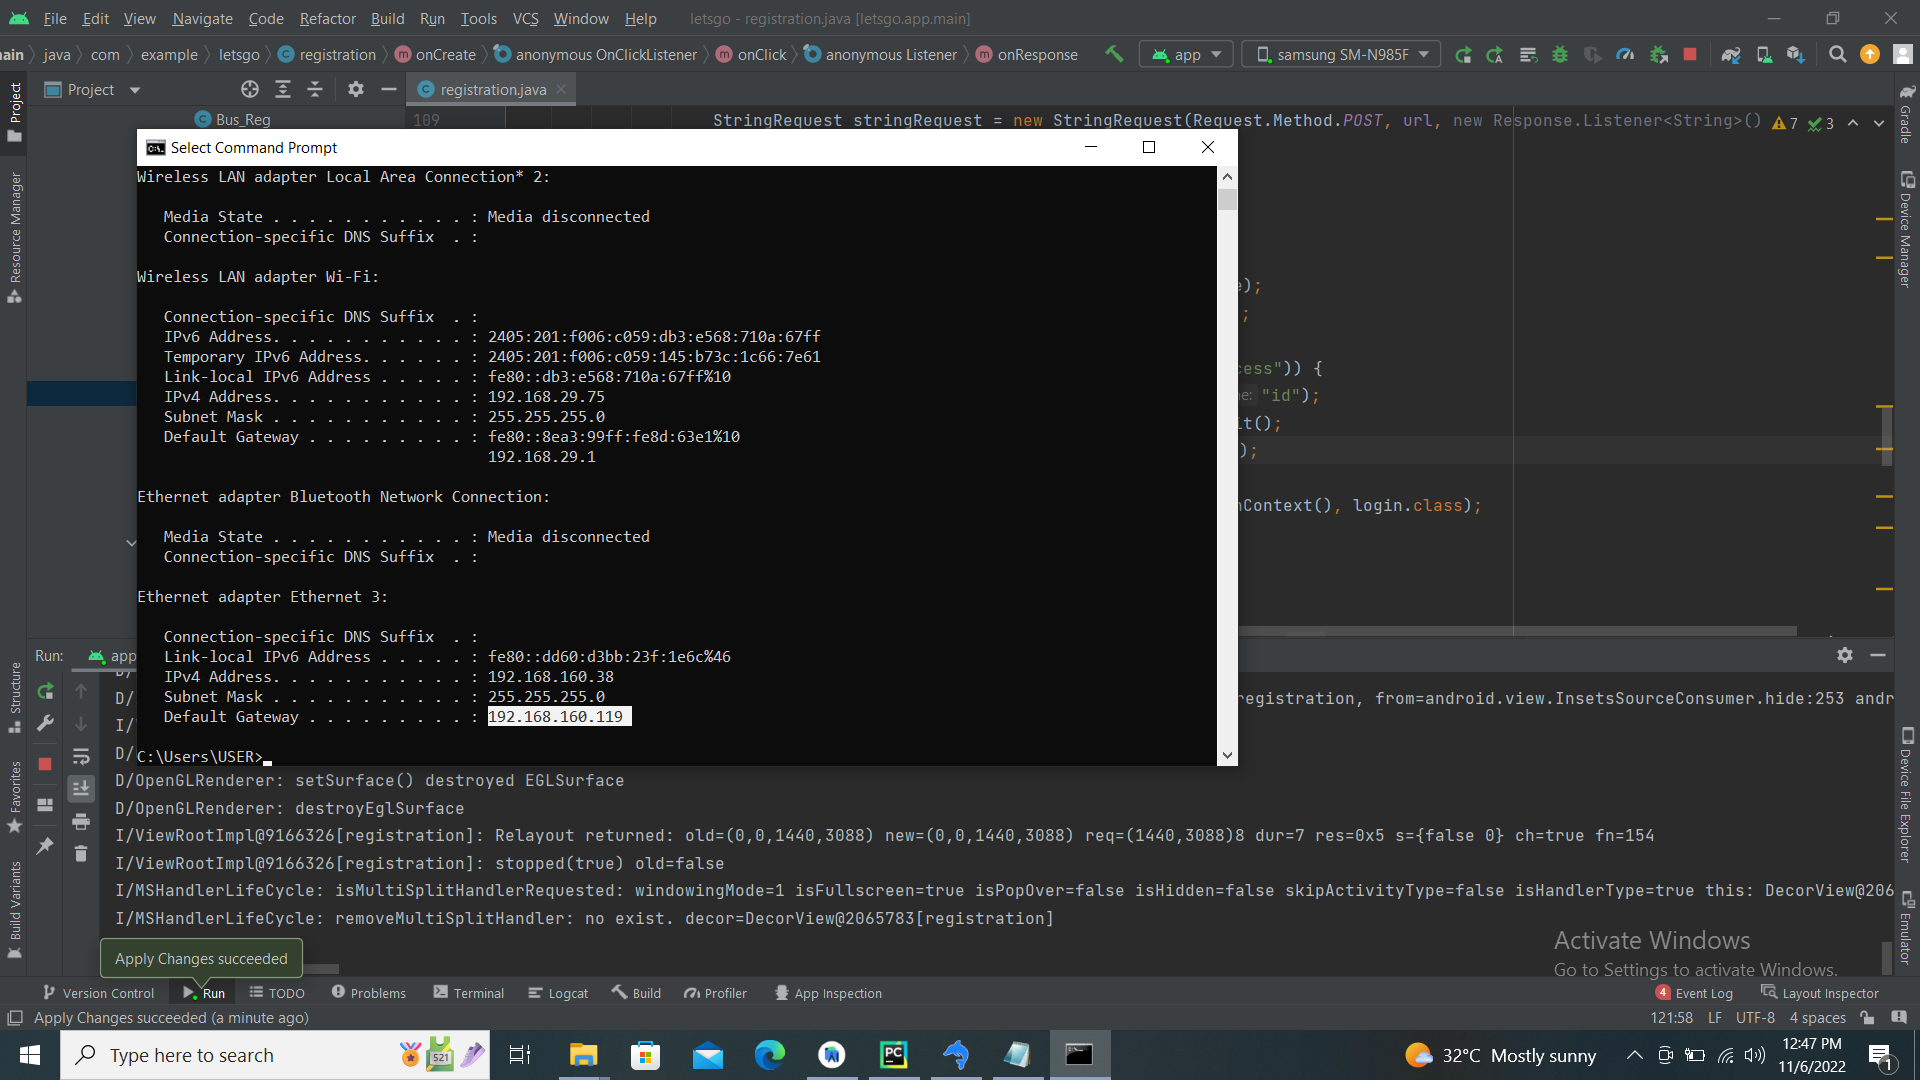 File Edit View Navigate Code Refactor Build Run Tools VCS Window Help letsgo - registration.java [letsgo.app.main]
ain java com example letsgo registration onCreate anonymous OnClickListener onClick anonymous Listener onResponse app samsung SM-N985F
Project
registration.java
Bus_Reg
109 StringRequest stringRequest = new StringRequest(Request.Method.POST, url, new Response.Listener<String>() 7 3
Select Command Prompt
Wireless LAN adapter Local Area Connection* 2:
Media State . . . . . . . . . . . : Media disconnected
Connection-specific DNS Suffix  . :
Wireless LAN adapter Wi-Fi:
Connection-specific DNS Suffix  . :
IPv6 Address. . . . . . . . . . . : 2405:201:f006:c059:db3:e568:710a:67ff
Temporary IPv6 Address. . . . . . : 2405:201:f006:c059:145:b73c:1c66:7e61
Link-local IPv6 Address . . . . . : fe80::db3:e568:710a:67ff%10
IPv4 Address. . . . . . . . . . . : 192.168.29.75
Subnet Mask . . . . . . . . . . . : 255.255.255.0
Default Gateway . . . . . . . . . : fe80::8ea3:99ff:fe8d:63e1%10
192.168.29.1
Ethernet adapter Bluetooth Network Connection:
Media State . . . . . . . . . . . : Media disconnected
Connection-specific DNS Suffix  . :
Ethernet adapter Ethernet 3:
Connection-specific DNS Suffix  . :
Link-local IPv6 Address . . . . . : fe80::dd60:d3bb:23f:1e6c%46
IPv4 Address. . . . . . . . . . . : 192.168.160.38
Subnet Mask . . . . . . . . . . . : 255.255.255.0
Default Gateway . . . . . . . . . : 192.168.160.119
C:\Users\USER>
);
;
cess")) {
"id");
it();
);
nContext(), login.class);
Project
Resource Manager
Structure
Favorites
Build Variants
Gradle
Device Manager
Device File Explorer
Emulator
Run: app
D/ registration, from=android.view.InsetsSourceConsumer.hide:253 andr
I/
D/
D/OpenGLRenderer: setSurface() destroyed EGLSurface
D/OpenGLRenderer: destroyEglSurface
I/ViewRootImpl@9166326[registration]: Relayout returned: old=(0,0,1440,3088) new=(0,0,1440,3088) req=(1440,3088)8 dur=7 res=0x5 s={false 0} ch=true fn=154
I/ViewRootImpl@9166326[registration]: stopped(true) old=false
I/MSHandlerLifeCycle: isMultiSplitHandlerRequested: windowingMode=1 isFullscreen=true isPopOver=false isHidden=false skipActivityType=false isHandlerType=true this: DecorView@206
I/MSHandlerLifeCycle: removeMultiSplitHandler: no exist. decor=DecorView@2065783[registration]
Activate Windows
Go to Settings to activate Windows.
Apply Changes succeeded
Version Control Run TODO Problems Terminal Logcat Build Profiler App Inspection 4 Event Log Layout Inspector
Apply Changes succeeded (a minute ago) 121:58 LF UTF-8 4 spaces
Type here to search 521 PC 32°C Mostly sunny 12:47 PM
11/6/2022 1